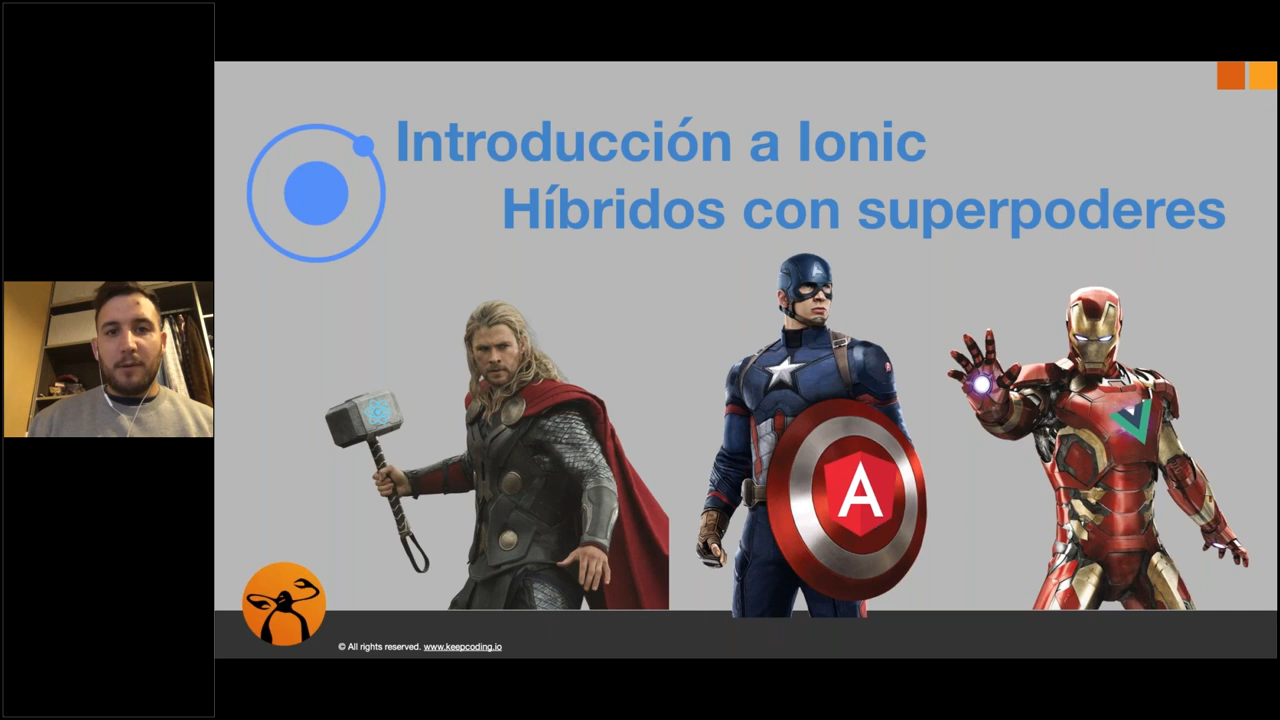 Introducción a Ionic
Híbridos con superpoderes
A
A
© All rights reserved. www.keepcoding.io